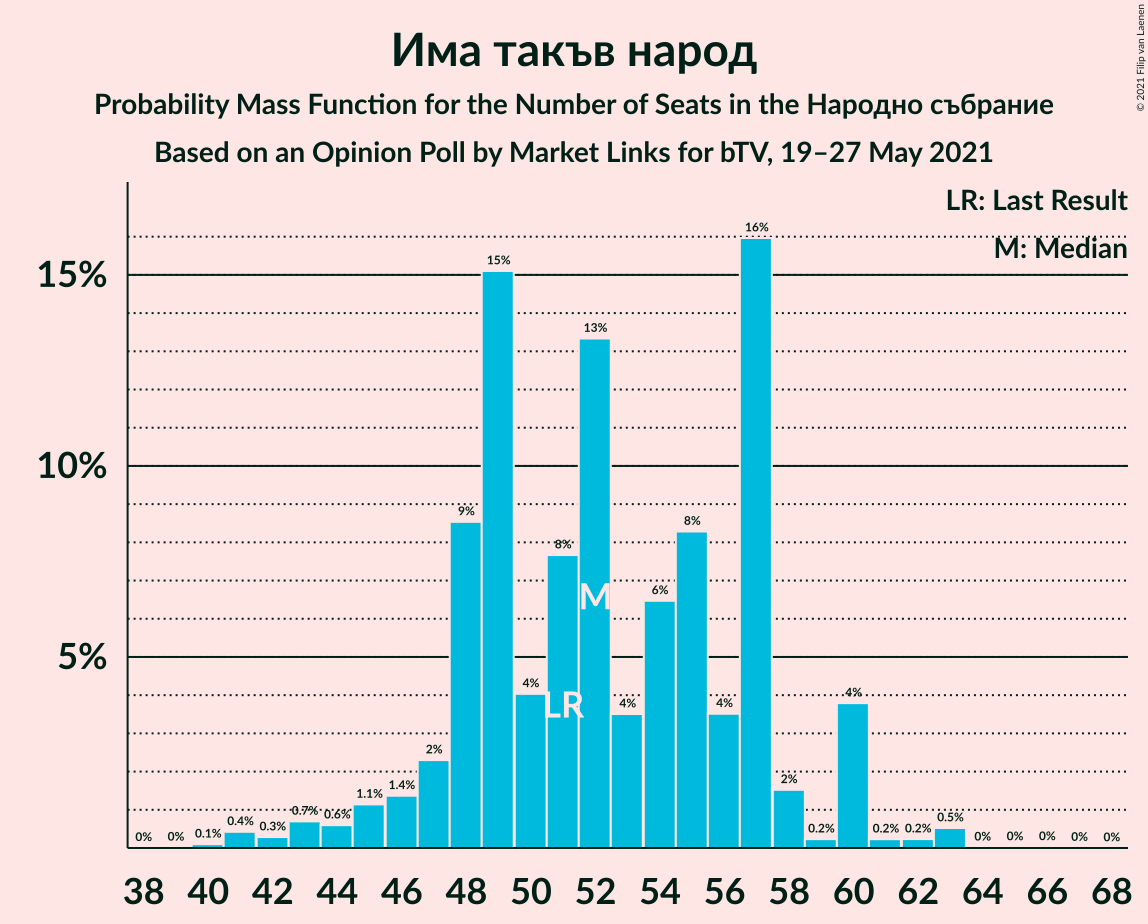 Има такъв народ
Probability Mass Function for the Number of Seats in the Народно събрание
Based on an Opinion Poll by Market Links for bTV, 19–27 May 2021
© 2021 Filip van Laenen
LR: Last Result
M: Median
15%
10%
5%
0% 0% 0.1% 0.4% 0.3% 0.7% 0.6% 1.1% 1.4% 2% 9% 15% 4% 8% 13% 4% 6% 8% 4% 16% 2% 0.2% 4% 0.2% 0.2% 0.5% 0% 0% 0% 0% 0%
M
LR
38 40 42 44 46 48 50 52 54 56 58 60 62 64 66 68